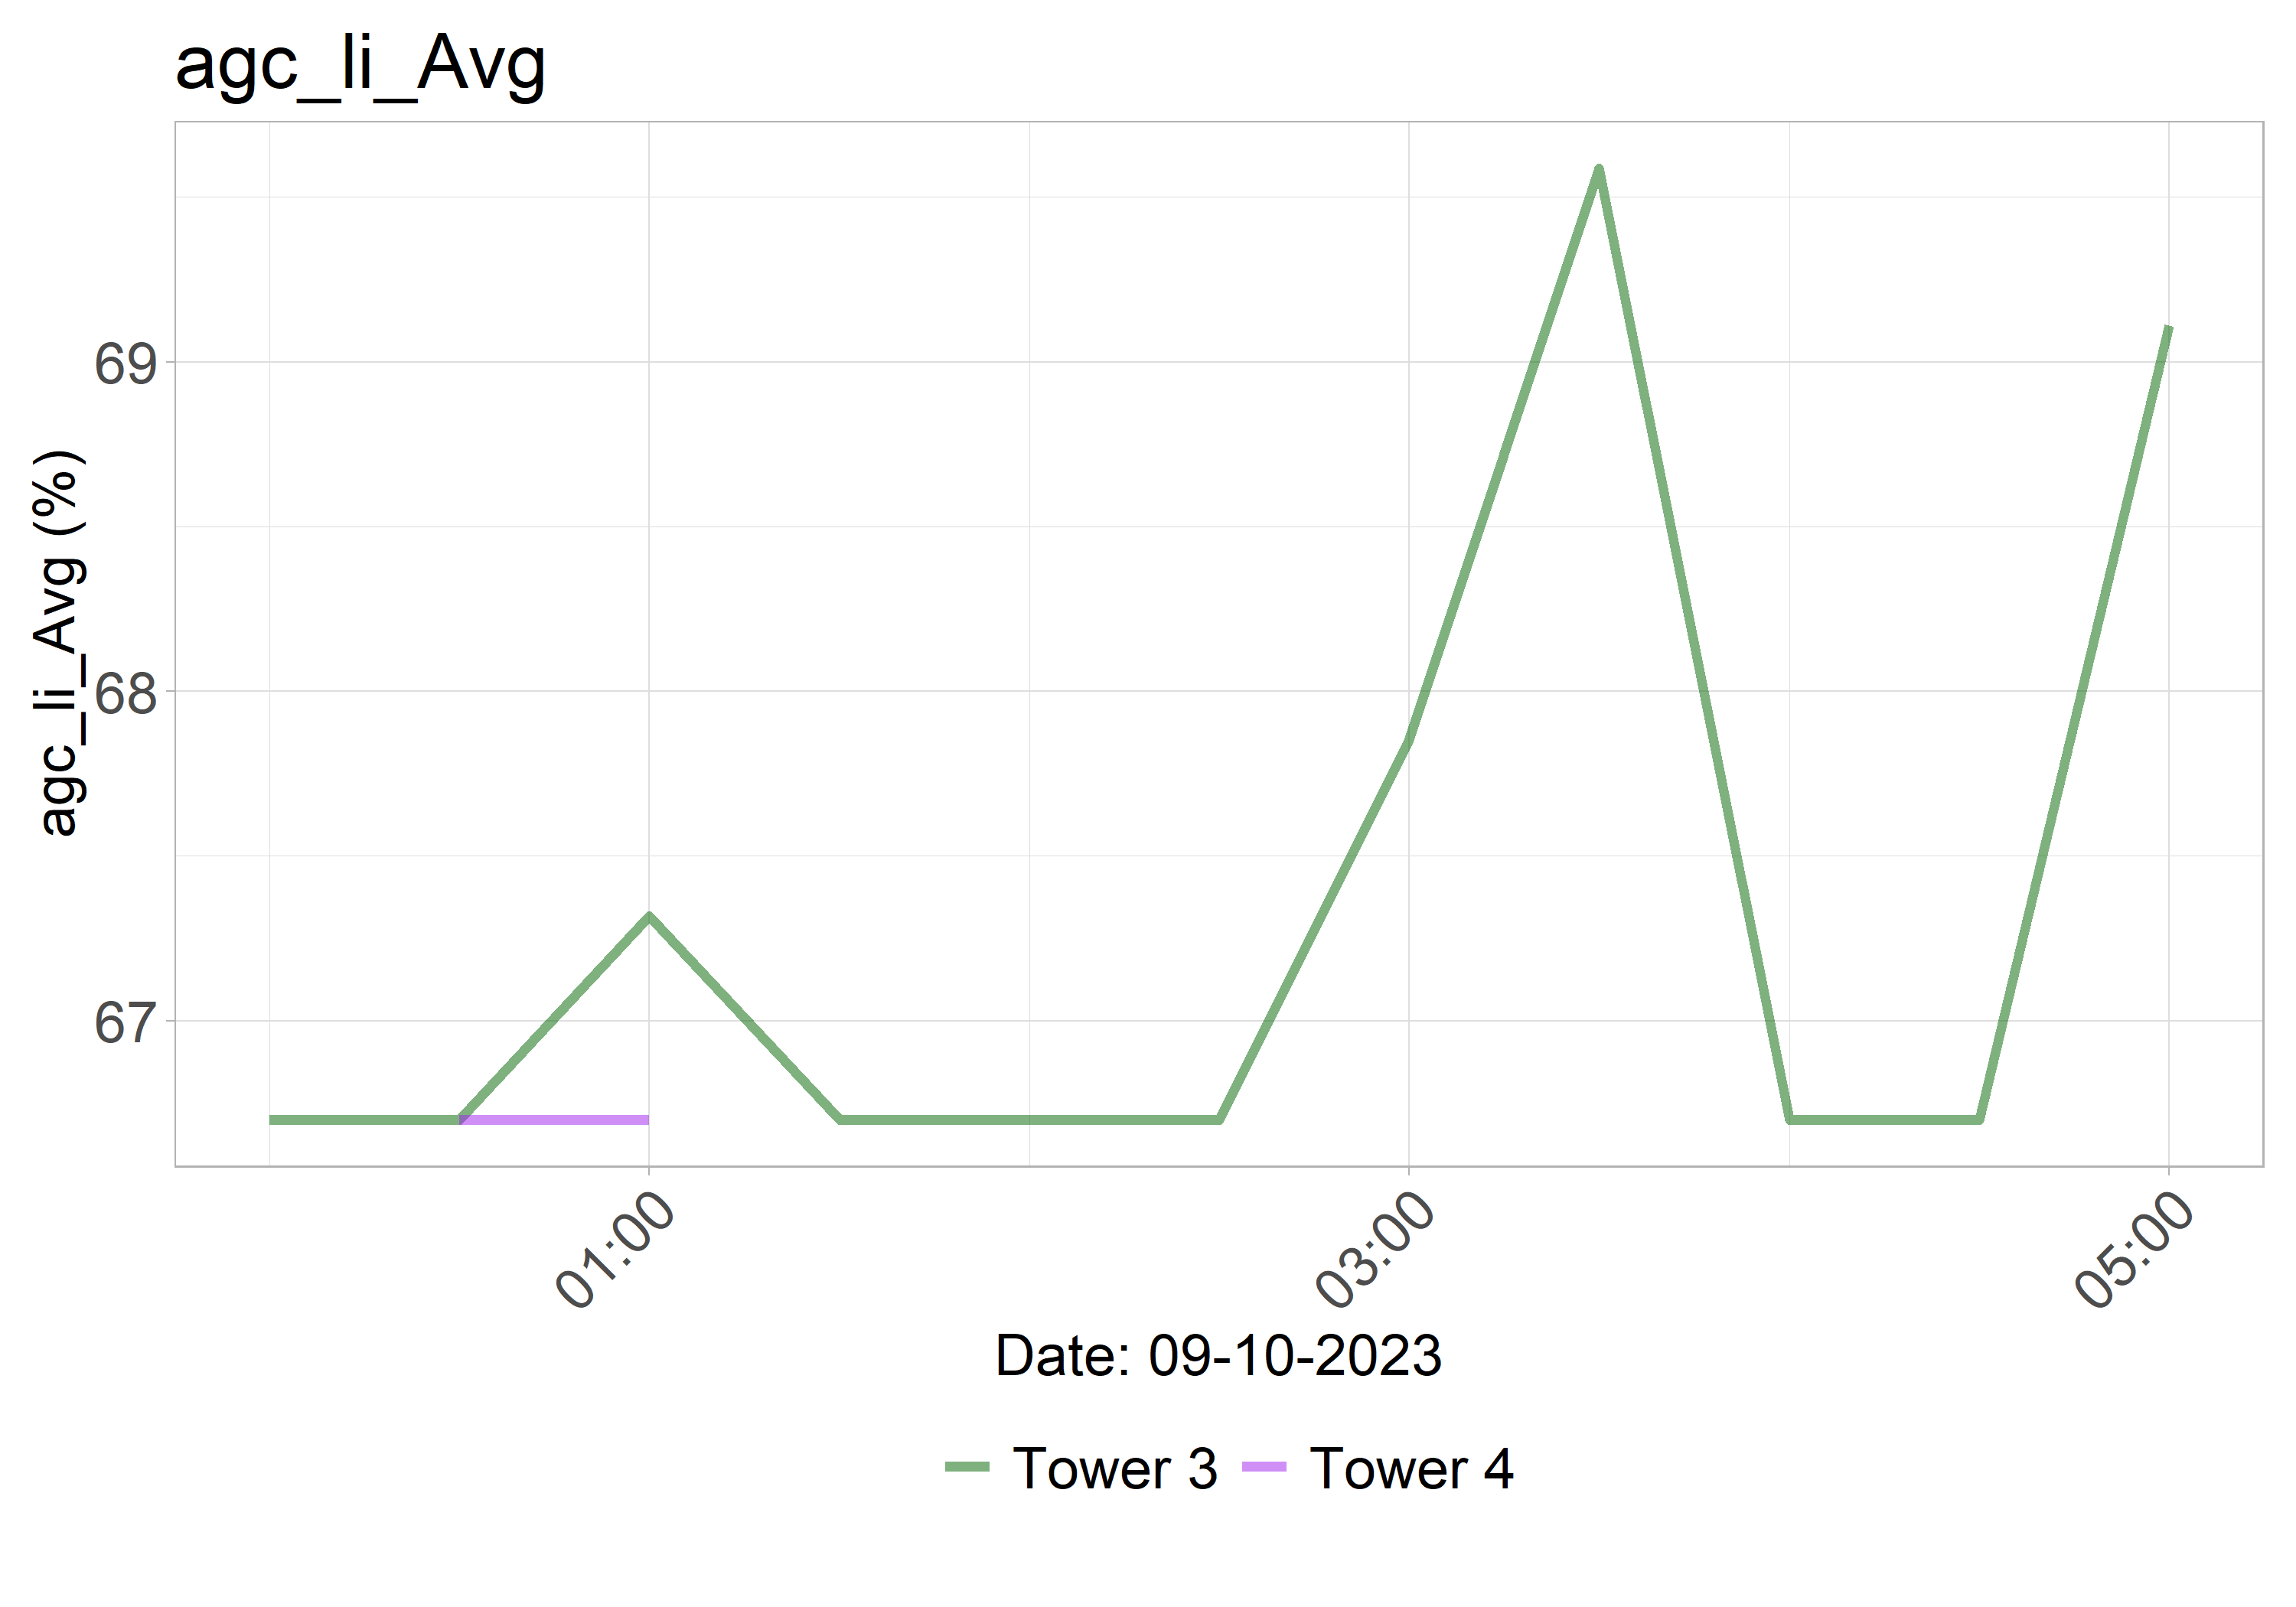 agc_li_Avg
agc_li_Avg (%)
69
68
67
01:00
03:00
05:00
Date: 09-10-2023
Tower 3
Tower 4